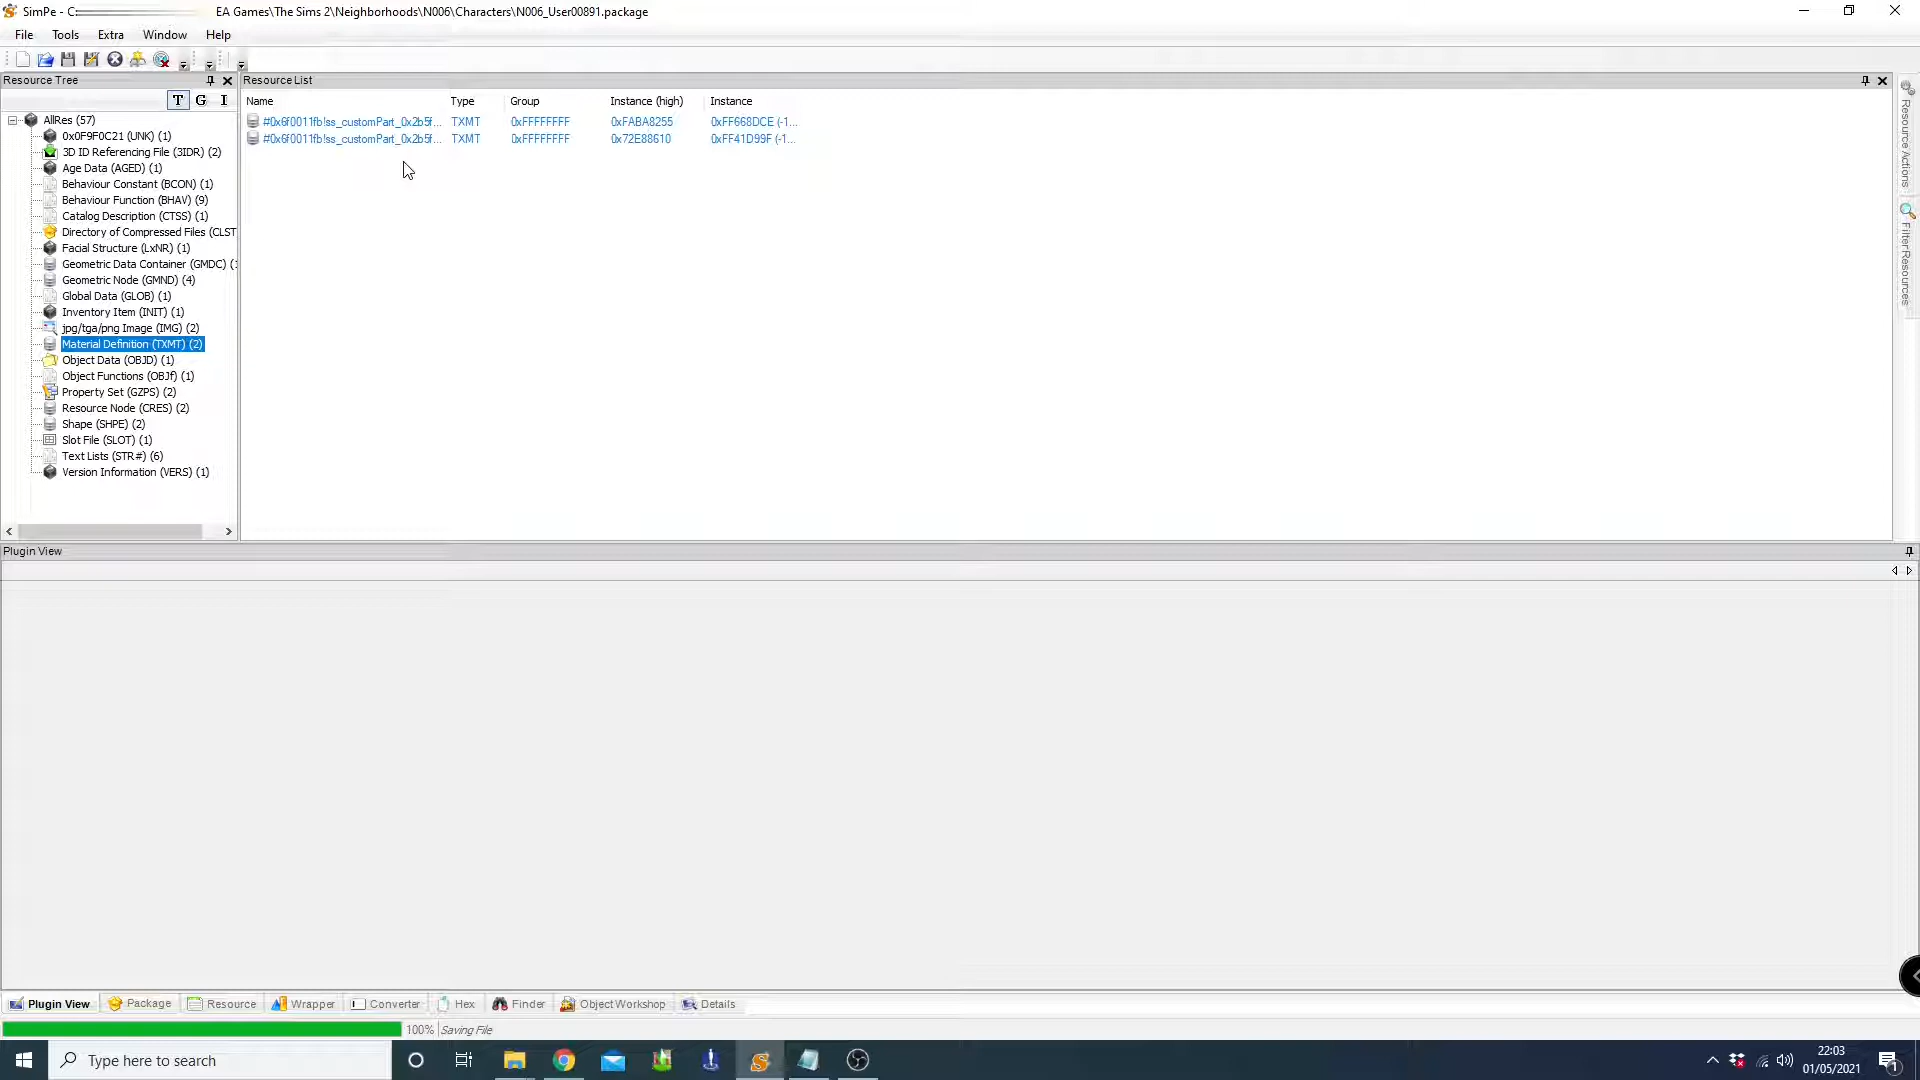 SimPe - C: EA Games\The Sims 2\Neighborhoods\N006\Characters\N006_User00891.package
File Tools Extra Window Help
Resource Tree
T G I
AllRes (57)
0x0F9F0C21 (UNK) (1)
3D ID Referencing File (3IDR) (2)
Age Data (AGED) (1)
Behaviour Constant (BCON) (1)
Behaviour Function (BHAV) (9)
Catalog Description (CTSS) (1)
Directory of Compressed Files (CLST
Facial Structure (LxNR) (1)
Geometric Data Container (GMDC) (
Geometric Node (GMND) (4)
Global Data (GLOB) (1)
Inventory Item (INIT) (1)
jpg/tga/png Image (IMG) (2)
Material Definition (TXMT) (2)
Object Data (OBJD) (1)
Object Functions (OBJf) (1)
Property Set (GZPS) (2)
Resource Node (CRES) (2)
Shape (SHPE) (2)
Slot File (SLOT) (1)
Text Lists (STR#) (6)
Version Information (VERS) (1)
Resource List
Name Type Group Instance (high) Instance
#0x6f0011fb!ss_customPart_0x2b5f... TXMT 0xFFFFFFFF 0xFABA8255 0xFF668DCE (-1...
#0x6f0011fb!ss_customPart_0x2b5f... TXMT 0xFFFFFFFF 0x72E88610 0xFF41D99F (-1...
Resource Actions
Filter Resources
Plugin View
Plugin View Package Resource Wrapper Converter Hex Finder Object Workshop Details
100% Saving File
Type here to search
22:03
01/05/2021
1